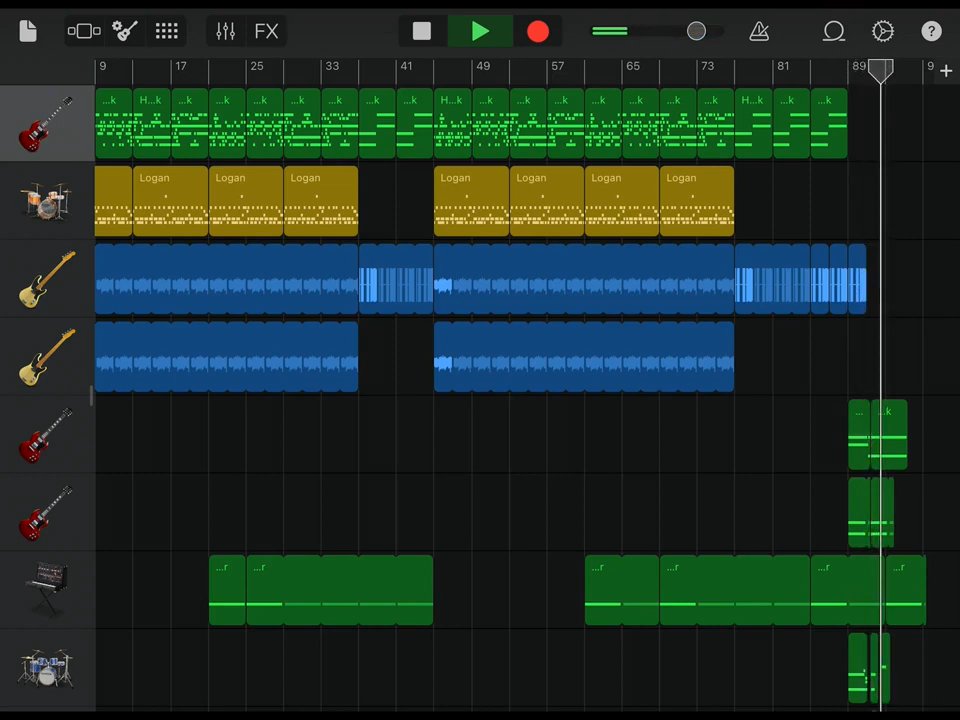 FX ?
9 17 25 33 41 49 57 65 73 81 89 9 +
...k H...k ...k ...k ...k ...k ...k ...k ...k H...k ...k ...k ...k ...k ...k ...k ...k H...k ...k ...k
Logan Logan Logan Logan Logan Logan Logan
... ...k
...r ...r ...r ...r ...r ...r